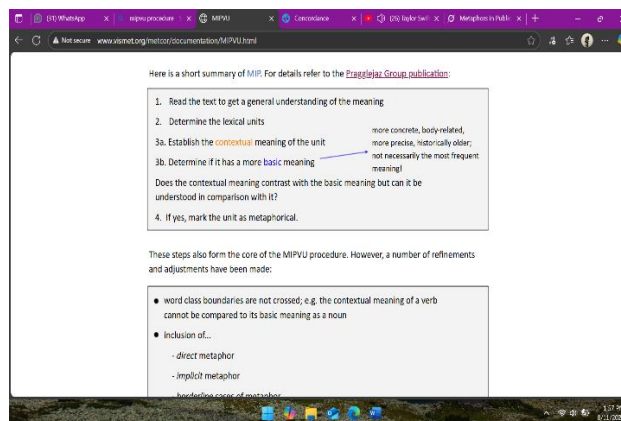 (31) WhatsApp
mipvu procedure
MIPVU
Concordance
Metaphors in Public
Not secure www.vismet.org/metcor/documentation/MIPVU.html
Here is a short summary of MIP. For details refer to the Pragglejaz Group publication:
1. Read the text to get a general understanding of the meaning
2. Determine the lexical units
3a. Establish the contextual meaning of the unit
3b. Determine if it has a more basic meaning
more concrete, body-related,
more precise, historically older;
not necessarily the most frequent
meaning!
Does the contextual meaning contrast with the basic meaning but can it be
understood in comparison with it?
4. If yes, mark the unit as metaphorical.
These steps also form the core of the MIPVU procedure. However, a number of refinements
and adjustments have been made:
• word class boundaries are not crossed; e.g. the contextual meaning of a verb
cannot be compared to its basic meaning as a noun
• inclusion of...
- direct metaphor
- implicit metaphor
- borderline cases of metaphor